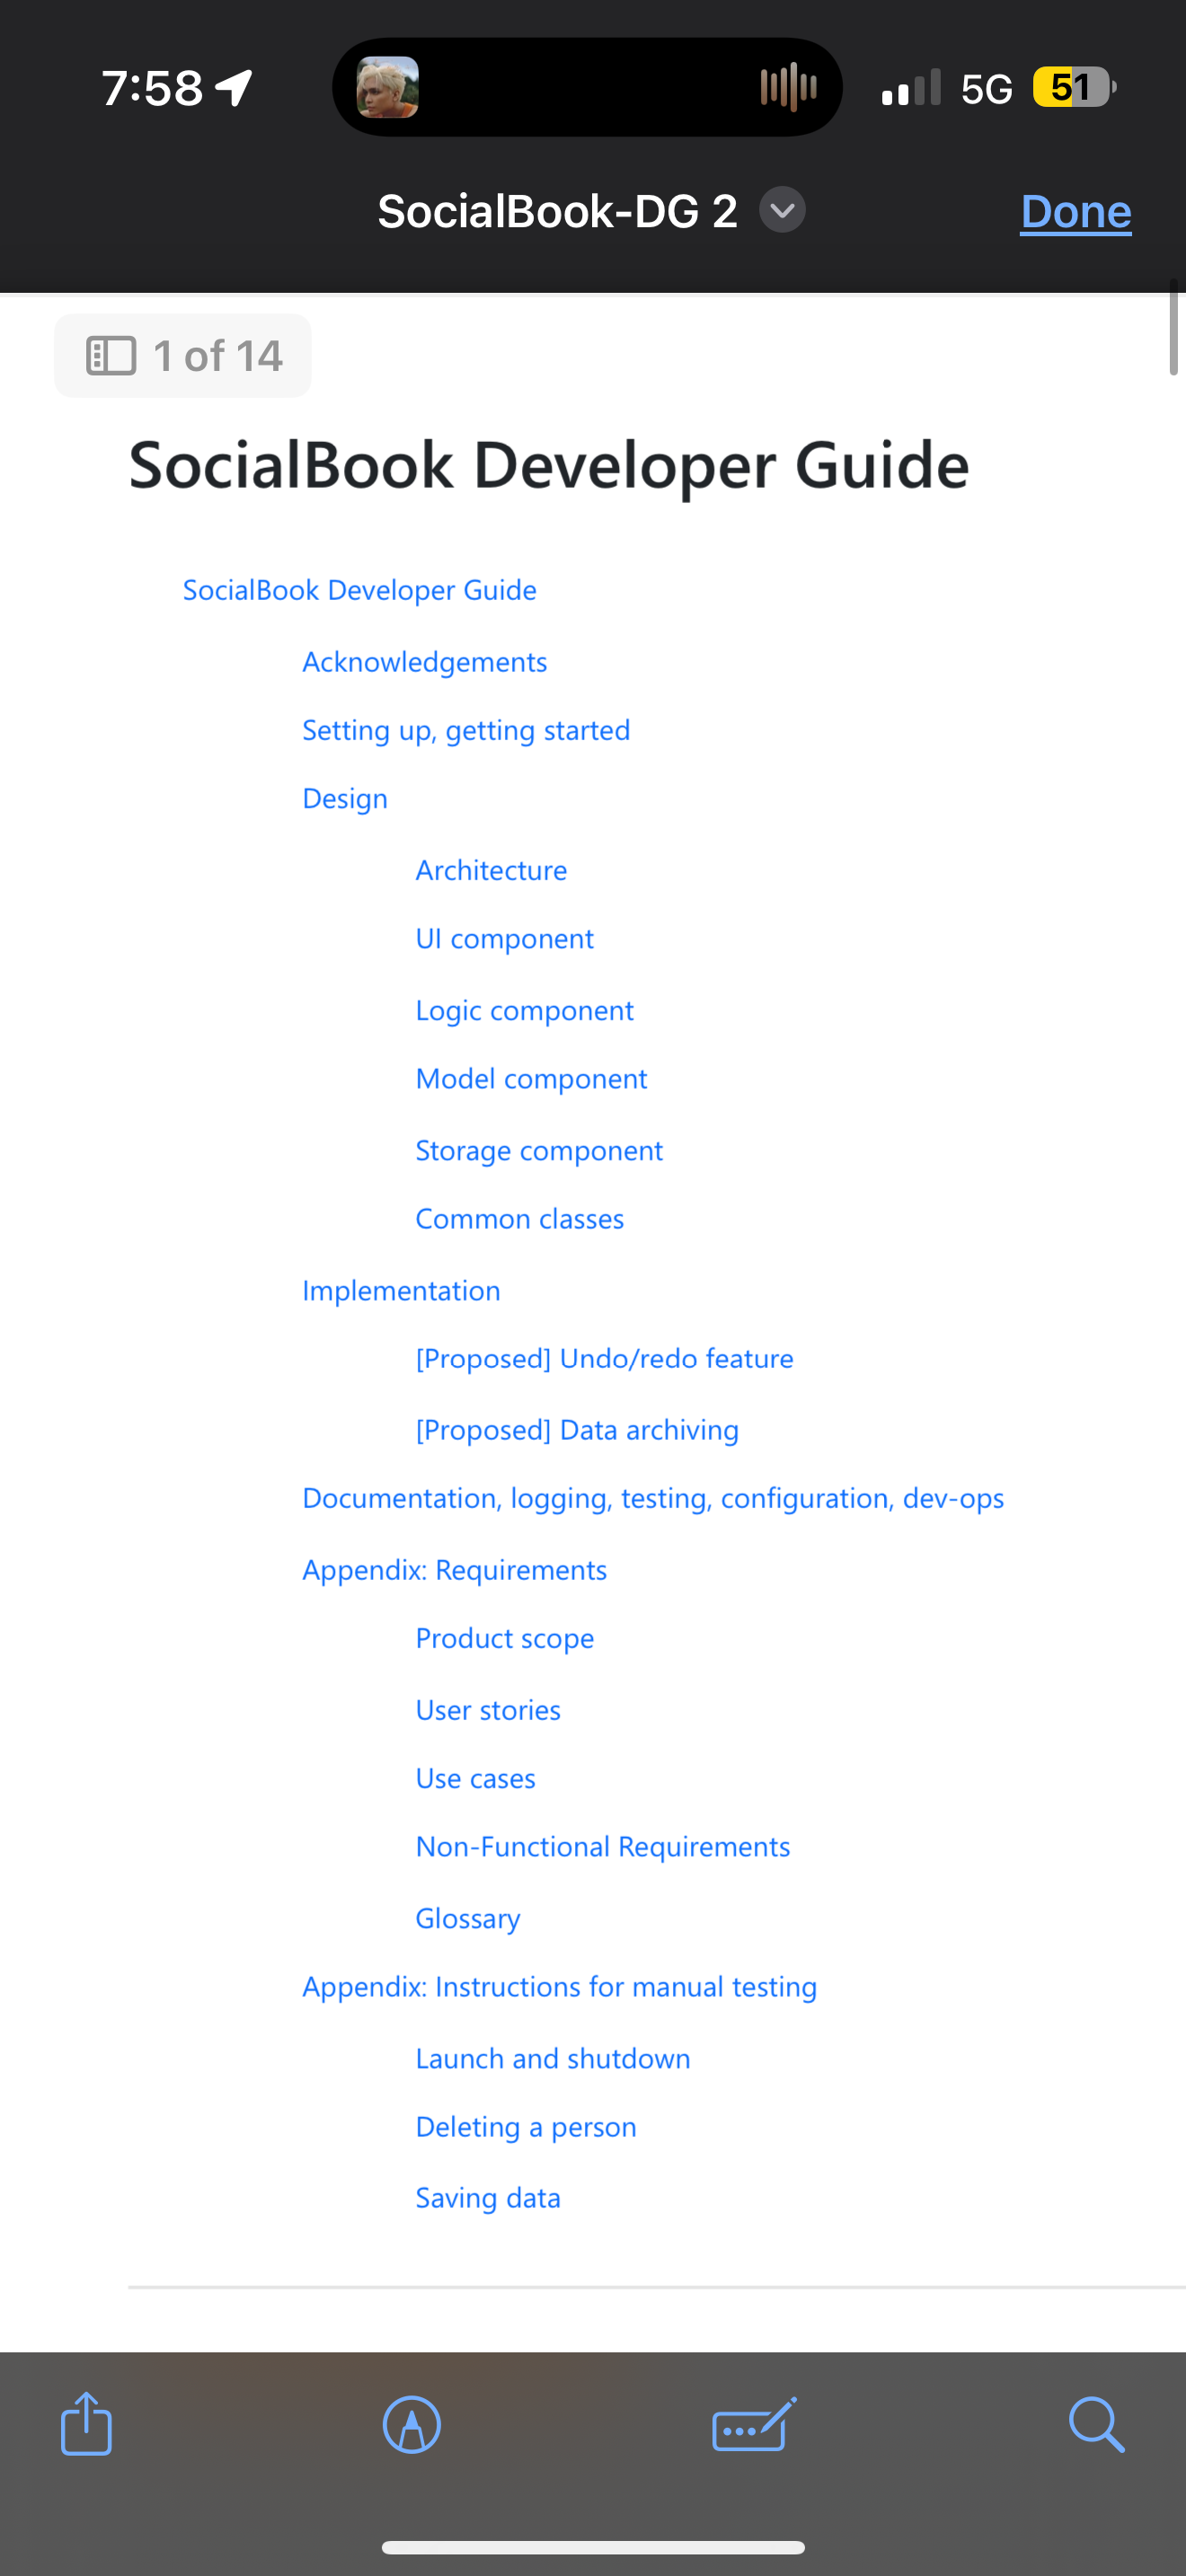 7:58
5G
51
SocialBook-DG 2
Done
1 of 14
SocialBook Developer Guide
SocialBook Developer Guide
Acknowledgements
Setting up, getting started
Design
Architecture
UI component
Logic component
Model component
Storage component
Common classes
Implementation
[Proposed] Undo/redo feature
[Proposed] Data archiving
Documentation, logging, testing, configuration, dev-ops
Appendix: Requirements
Product scope
User stories
Use cases
Non-Functional Requirements
Glossary
Appendix: Instructions for manual testing
Launch and shutdown
Deleting a person
Saving data